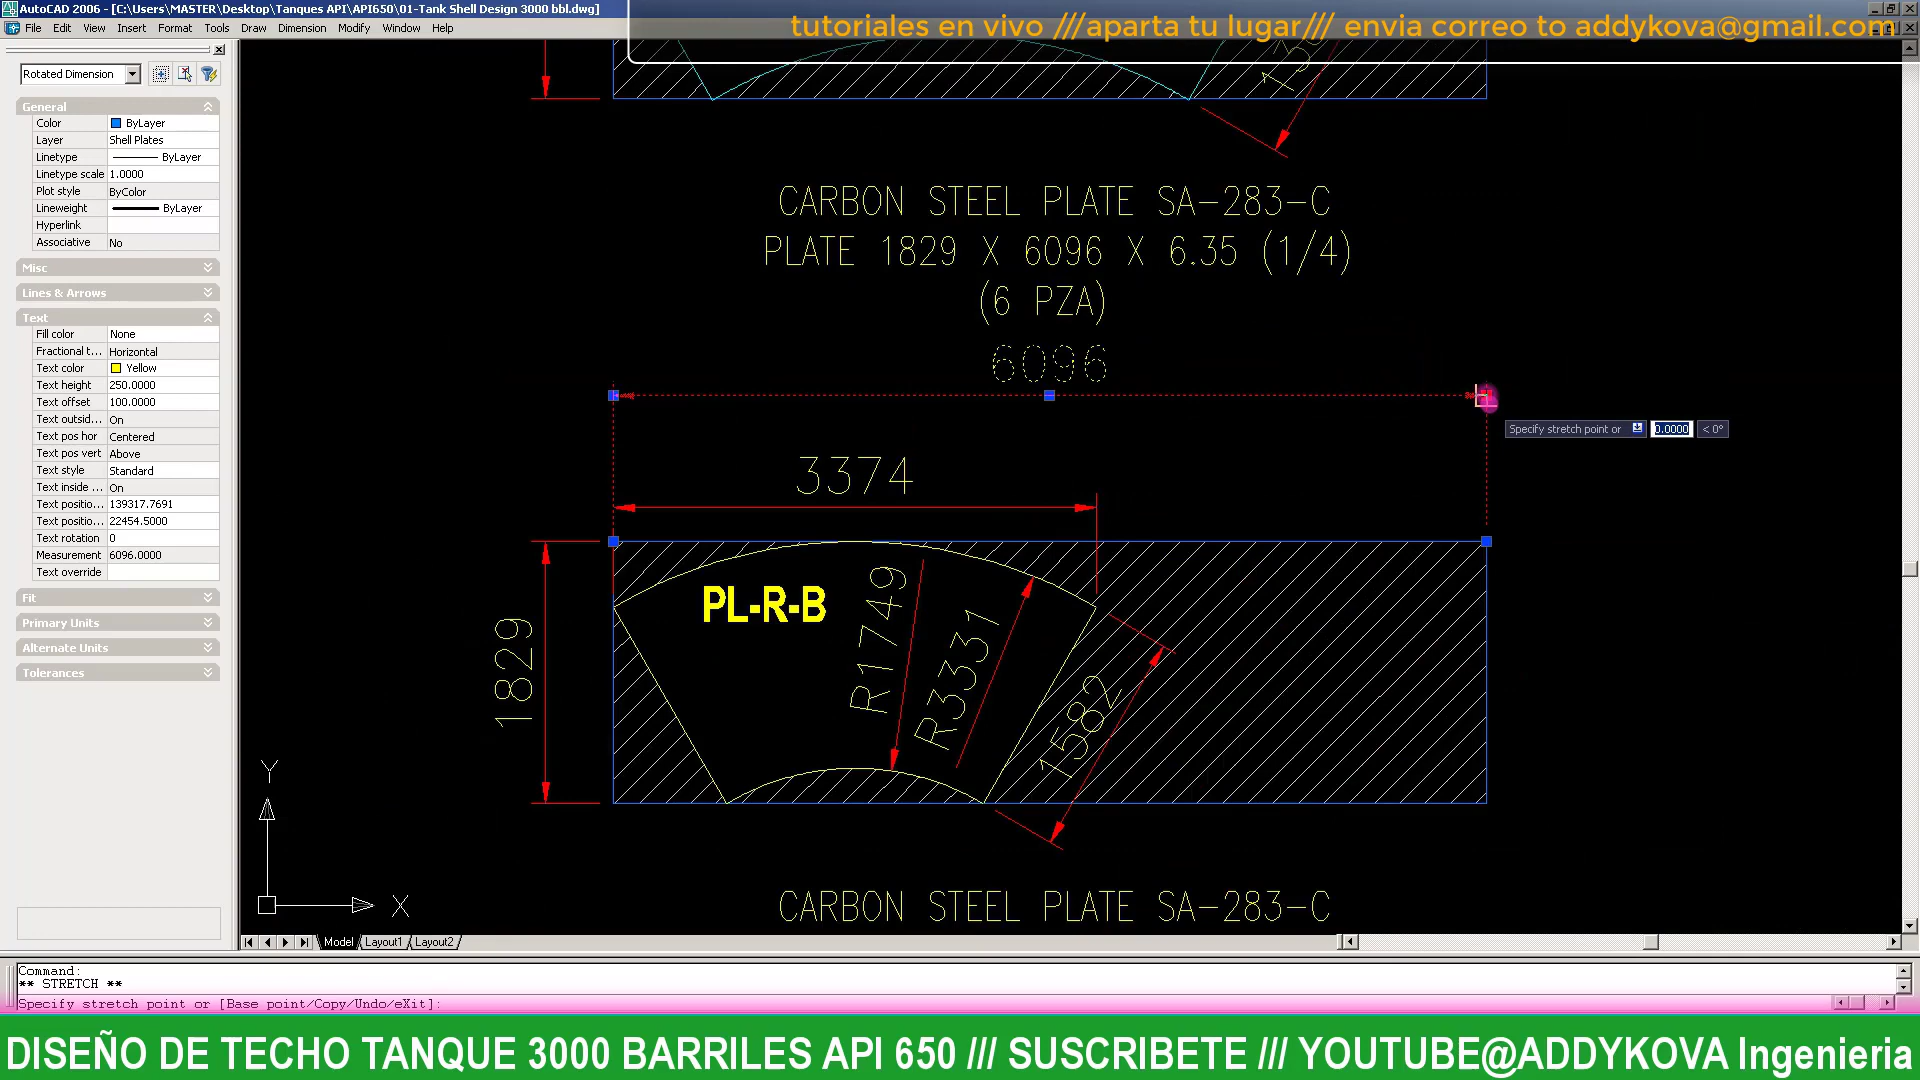 AutoCAD 2006 - [C:\Users\MASTER\Desktop\Tanques API\API650\01-Tank Shell Design 3000 bbl.dwg]
tutoriales en vivo ///aparta tu lugar/// envia correo to addykova@gmail.com
File Edit View Insert Format Tools Draw Dimension Modify Window Help
Rotated Dimension
General
Color ByLayer
Layer Shell Plates
Linetype ByLayer
Linetype scale 1.0000
Plot style ByColor
Lineweight ByLayer
Hyperlink
Associative No
Misc
Lines & Arrows
Text
Fill color None
Fractional t... Horizontal
Text color Yellow
Text height 250.0000
Text offset 100.0000
Text outsid... On
Text pos hor Centered
Text pos vert Above
Text style Standard
Text inside ... On
Text positio... 139317.7691
Text positio... 22454.5000
Text rotation 0
Measurement 6096.0000
Text override
Fit
Primary Units
Alternate Units
Tolerances
CARBON STEEL PLATE SA-283-C
PLATE 1829 X 6096 X 6.35 (1/4)
(6 PZA)
6096
Specify stretch point or 0.0000 < 0°
3374
1829
PL-R-B
R1749
R3331
1582
CARBON STEEL PLATE SA-283-C
Y
X
Model Layout1 Layout2
Command:
** STRETCH **
Specify stretch point or [Base point/Copy/Undo/eXit]:
DISEÑO DE TECHO TANQUE 3000 BARRILES API 650 /// SUSCRIBETE /// YOUTUBE@ADDYKOVA Ingenieria